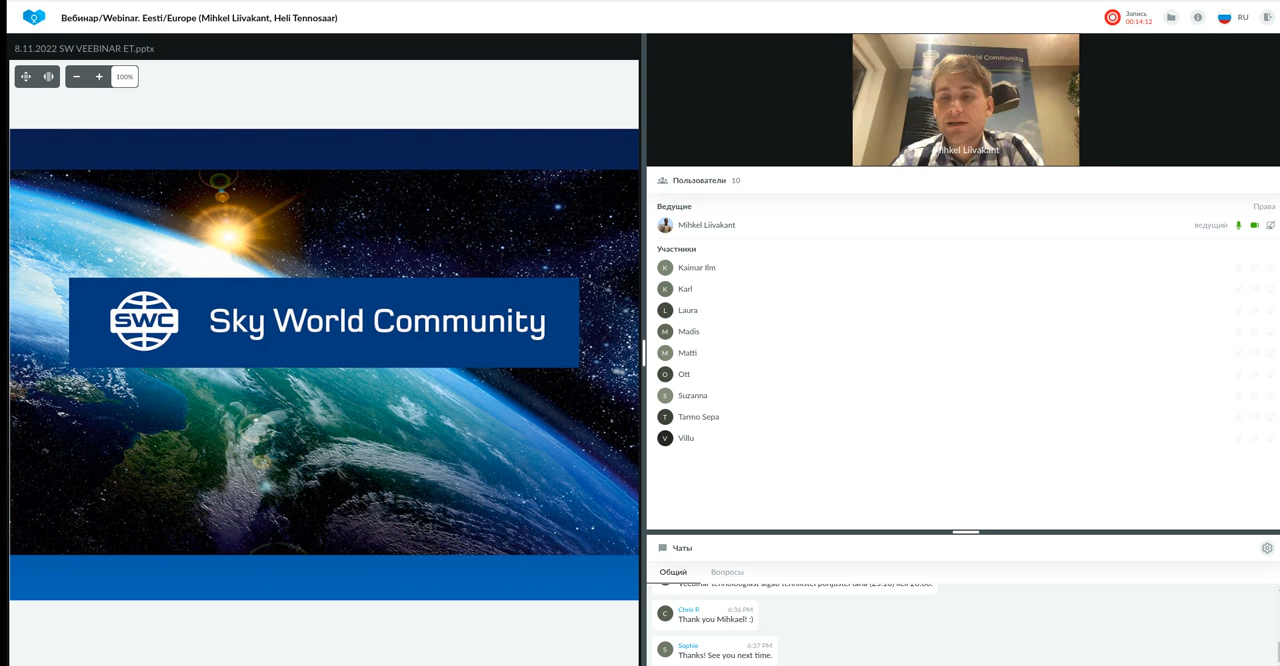 Вебинар/Webinar. Eesti/Europe (Mihkel Liivakant, Heli Tennosaar)
Запись
00:14:12
RU
8.11.2022 SW VEEBINAR ET.pptx
100%
SWC
Sky World Community
World Community
Mihkel Liivakant
Пользователи 10
Ведущие Права
Mihkel Liivakant ведущий
Участники
K Kaimar Ilm
K Karl
L Laura
M Madis
M Matti
O Ott
S Suzanna
T Tarmo Sepa
V Villu
Чаты
Общий Вопросы
C Chris P. 6:36 PM
Thank you Mihkael! :)
S Sophie 6:37 PM
Thanks! See you next time.